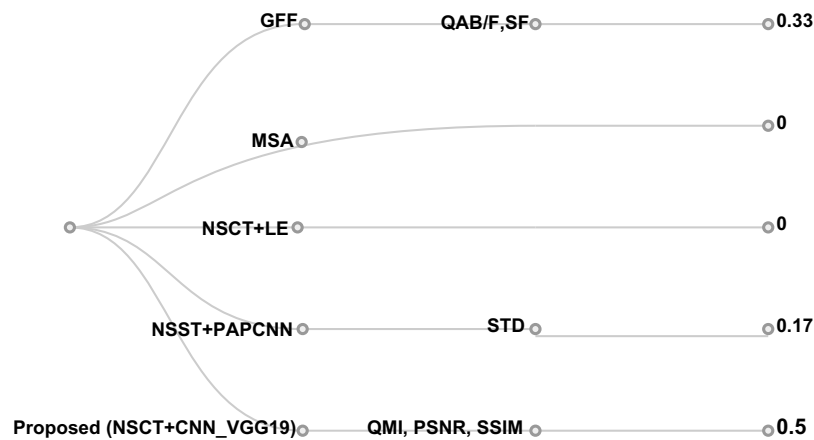 GFF QAB/F,SF 0.33
MSA 0
NSCT+LE 0
NSST+PAPCNN STD 0.17
Proposed (NSCT+CNN_VGG19) QMI, PSNR, SSIM 0.5